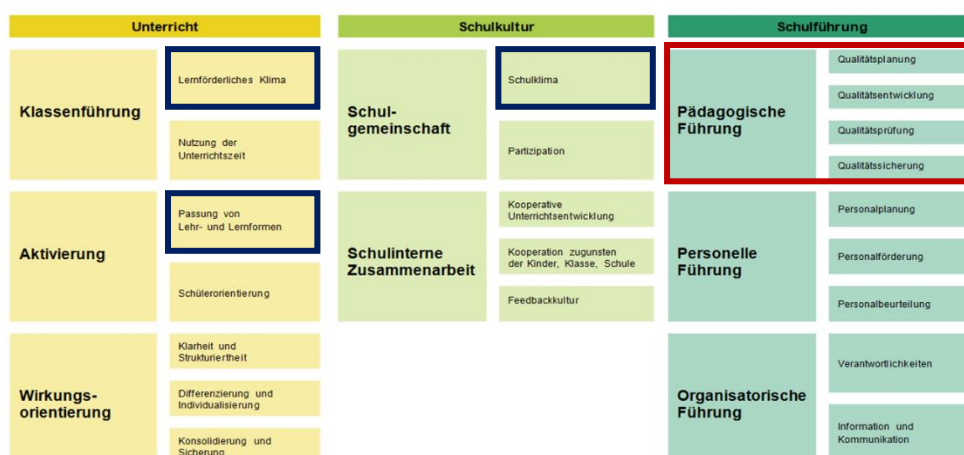 Unterricht
Klassenführung
Lernförderliches Klima
Nutzung der
Unterrichtszeit
Aktivierung
Passung von
Lehr- und Lernformen
Schülerorientierung
Wirkungs-
orientierung
Klarheit und
Strukturiertheit
Differenzierung und
Individualisierung
Konsolidierung und
Sicherung
Schulkultur
Schul-
gemeinschaft
Schulklima
Partizipation
Schulinterne
Zusammenarbeit
Kooperative
Unterrichtsentwicklung
Kooperation zugunsten
der Kinder, Klasse, Schule
Feedbackkultur
Schulführung
Pädagogische
Führung
Qualitätsplanung
Qualitätsentwicklung
Qualitätsprüfung
Qualitätssicherung
Personelle
Führung
Personalplanung
Personalförderung
Personalbeurteilung
Organisatorische
Führung
Verantwortlichkeiten
Information und
Kommunikation